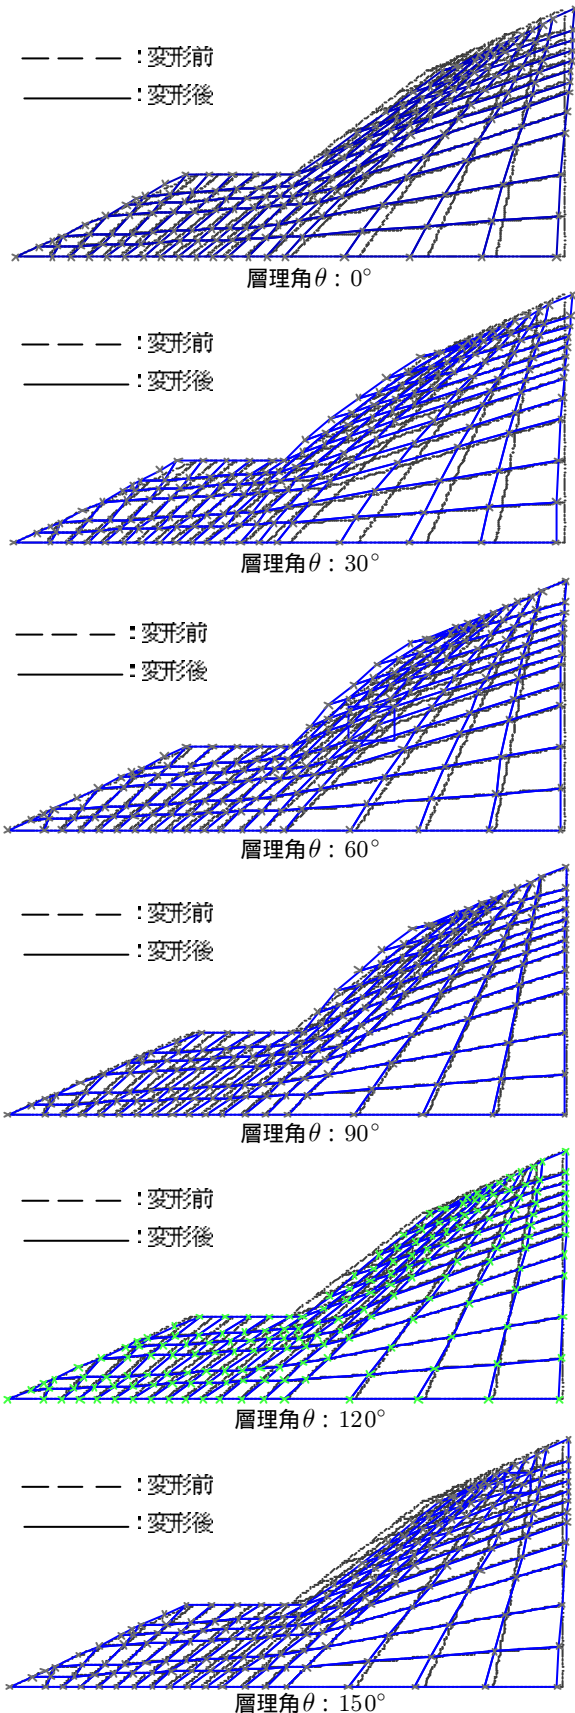 :変形前
:変形後
層理角θ : 0°
:変形前
:変形後
層理角θ : 30°
:変形前
:変形後
層理角θ : 60°
:変形前
:変形後
層理角θ : 90°
:変形前
:変形後
層理角θ : 120°
:変形前
:変形後
層理角θ : 150°